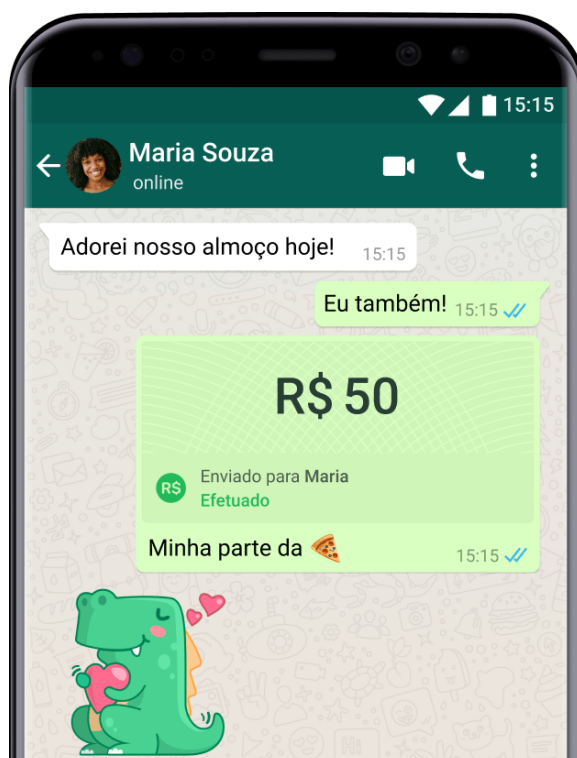 15:15
Maria Souza
online
Adorei nosso almoço hoje! 15:15
Eu também! 15:15
R$ 50
R$ Enviado para Maria
Efetuado
Minha parte da 🍕 15:15
Hi